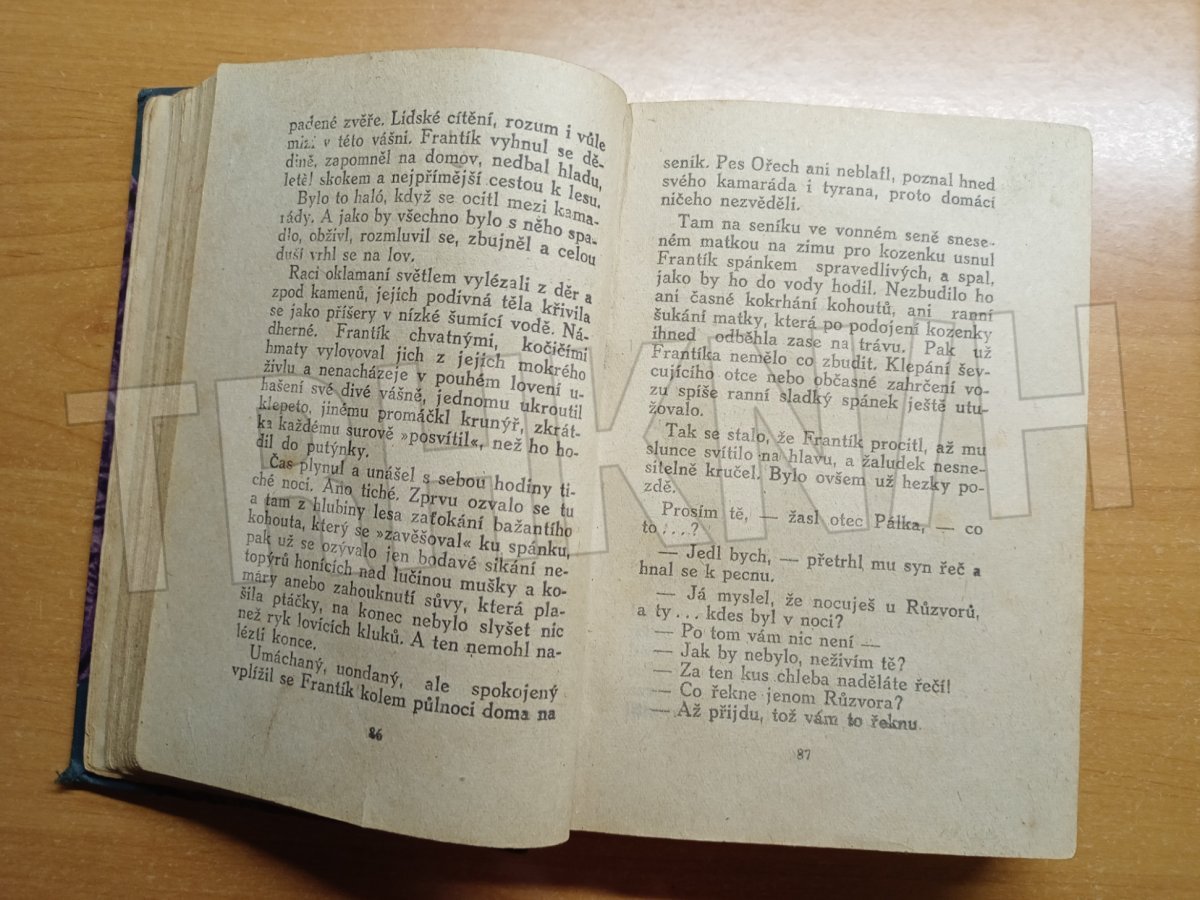 padené zvěře. Lidské cítění, rozum i vůle
mizí v této vášni. Frantík vyhnul se dě-
dině, zapomněl na domov, nedbal hladu,
letěl skokem a nejpřímější cestou k lesu.
Bylo to haló, když se ocitl mezi kama-
rády. A jako by všechno bylo s něho spa-
dlo, obživl, rozmluvil se, zbujněl a celou
duší vrhl se na lov.
Raci oklamaní světlem vylézali z děr a
zpod kamenů, jejich podivná těla křivila
se jako příšery v nízké šumící vodě. Ná-
dherné. Frantík chvatnými, kočičími
hmaty vylovoval jich z jejich mokrého
živlu a nenacházeje v pouhém lovení u-
hašení své divé vášně, jednomu ukroutil
klepeto, jinému promáčkl krunýř, zkrát-
ka každému surově »posvítil«, než ho ho-
dil do putýnky.
Čas plynul a unášel s sebou hodiny ti-
ché noci. Ano tiché. Zprvu ozvalo se tu
a tam z hlubiny lesa zaťokání bažantího
kohouta, který se »zavěšoval« ku spánku,
pak už se ozývalo jen bodavé sikání ne-
topýrů honících nad lučinou mušky a ko-
máry anebo zahouknutí sůvy, která pla-
šila ptáčky, na konec nebylo slyšet nic
než ryk lovících kluků. A ten nemohl na-
lézti konce.
Umáchaný, uondaný, ale spokojený
vplížil se Frantík kolem půlnoci doma na
86
seník. Pes Ořech ani neblafl, poznal hned
svého kamaráda i tyrana, proto domácí
ničeho nezvěděli.
Tam na seníku ve vonném seně snese-
ném matkou na zimu pro kozenku usnul
Frantík spánkem spravedlivých, a spal,
jako by ho do vody hodil. Nezbudilo ho
ani časné kokrhání kohoutů, ani ranní
šukání matky, která po podojení kozenky
ihned odběhla zase na trávu. Pak už
Frantíka nemělo co zbudit. Klepání šev-
cujícího otce nebo občasné zahrčení vo-
zu spíše ranní sladký spánek ještě utu-
žovalo.
Tak se stalo, že Frantík procitl, až mu
slunce svítilo na hlavu, a žaludek nesne-
sitelně kručel. Bylo ovšem už hezky po-
zdě.
Prosím tě, — žasl otec Pálka, — co
to ...?
— Jedl bych, — přetrhl mu syn řeč a
hnal se k pecnu.
— Já myslel, že nocuješ u Růzvorů,
a ty ... kdes byl v noci?
— Po tom vám nic není —
— Jak by nebylo, neživím tě?
— Za ten kus chleba naděláte řečí!
— Co řekne jenom Růzvora?
— Až přijdu, tož vám to řeknu.
87
TRHKNIH